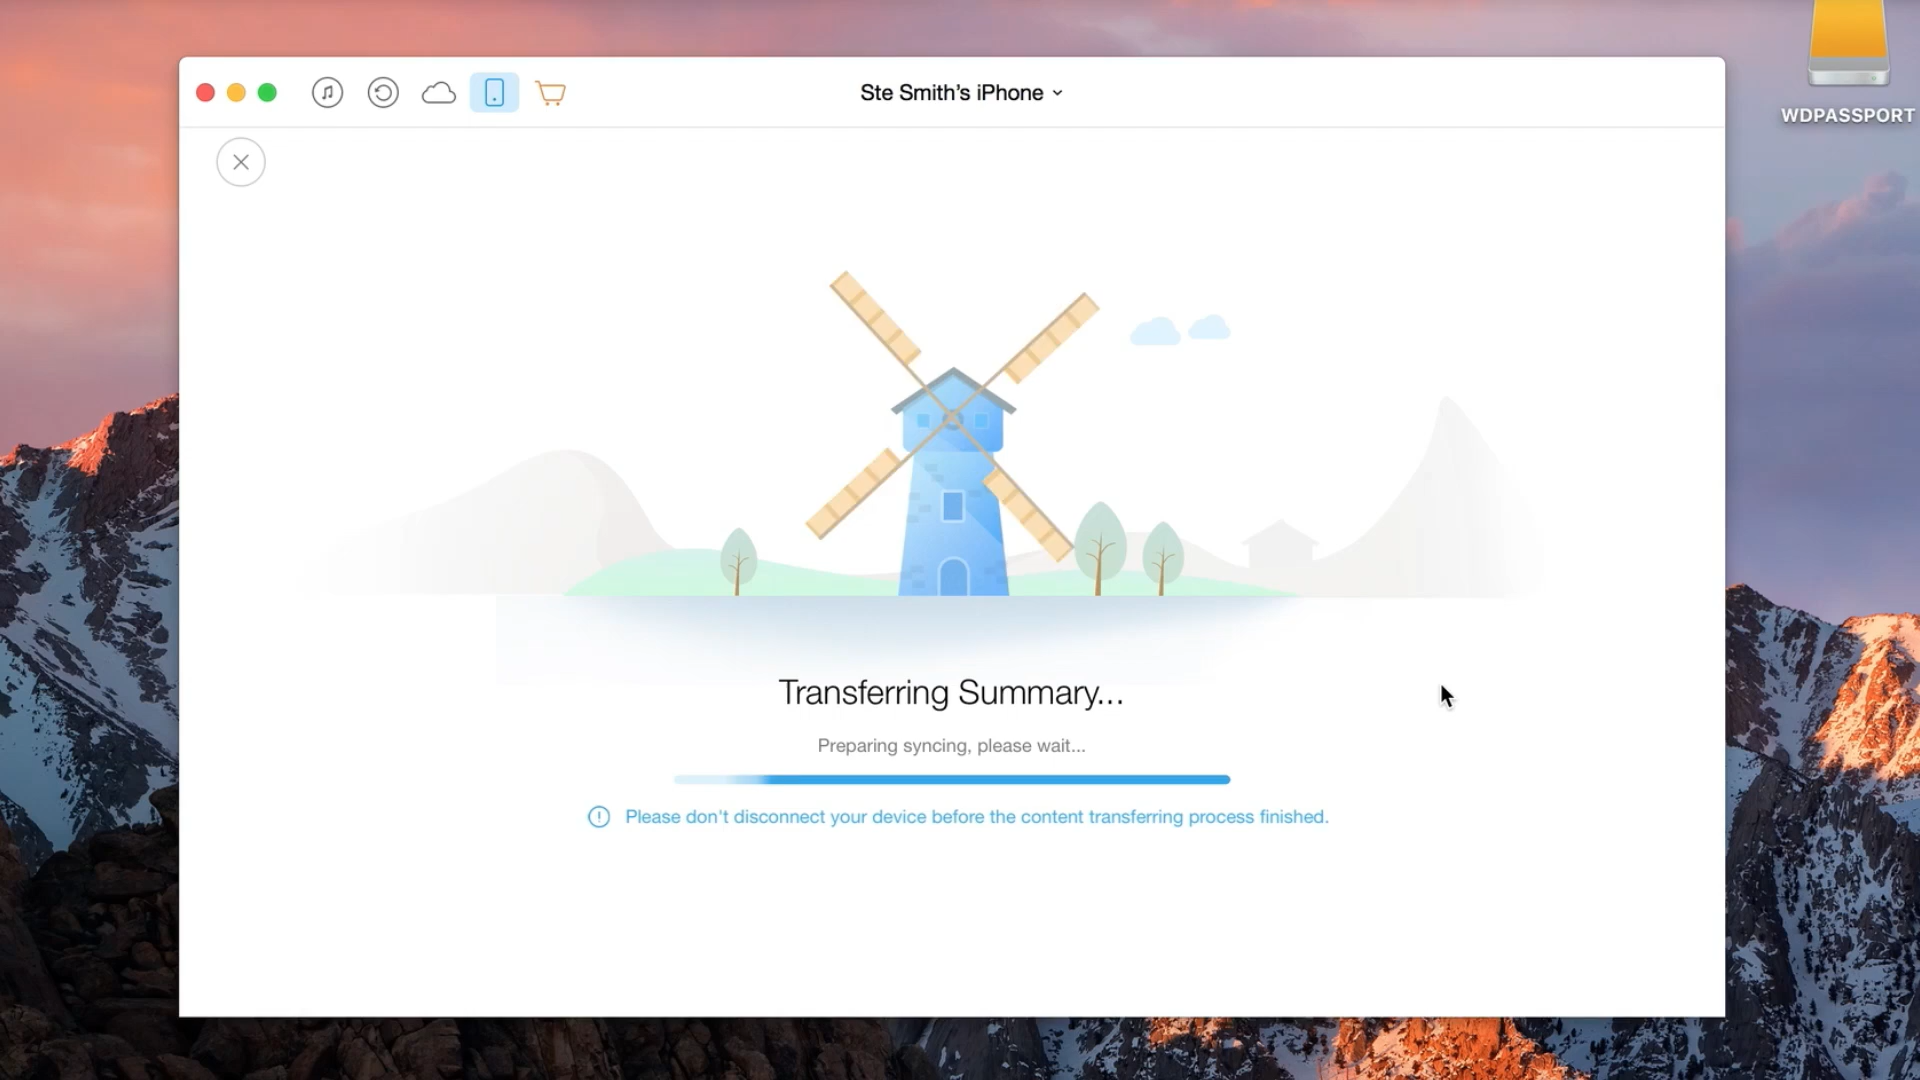 Ste Smith's iPhone
WDPASSPORT
Transferring Summary...
Preparing syncing, please wait...
Please don't disconnect your device before the content transferring process finished.